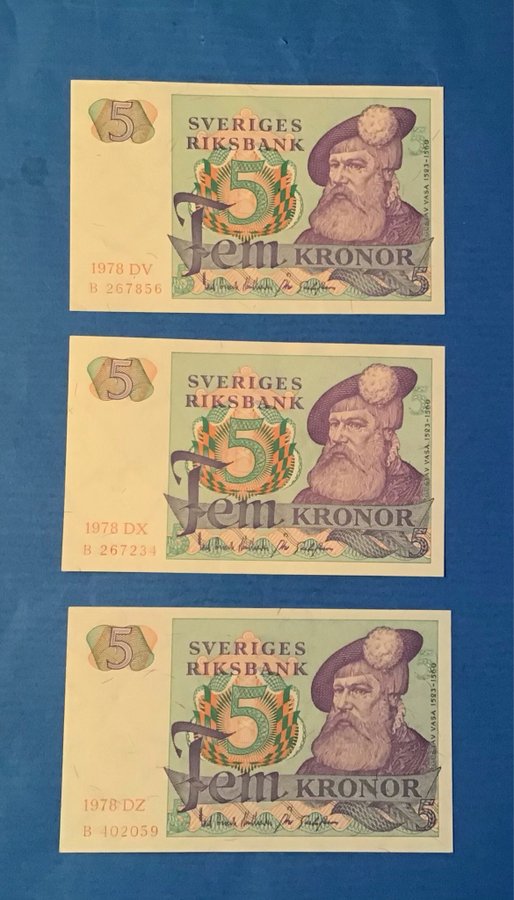 5
SVERIGES
RIKSBANK
5
Fem KRONOR
5
1978 DV
B 267856
GUSTAV VASA 1523-1560
5
SVERIGES
RIKSBANK
5
Fem KRONOR
5
1978 DX
B 267234
GUSTAV VASA 1523-1560
5
SVERIGES
RIKSBANK
5
Fem KRONOR
5
1978 DZ
B 402059
GUSTAV VASA 1523-1560